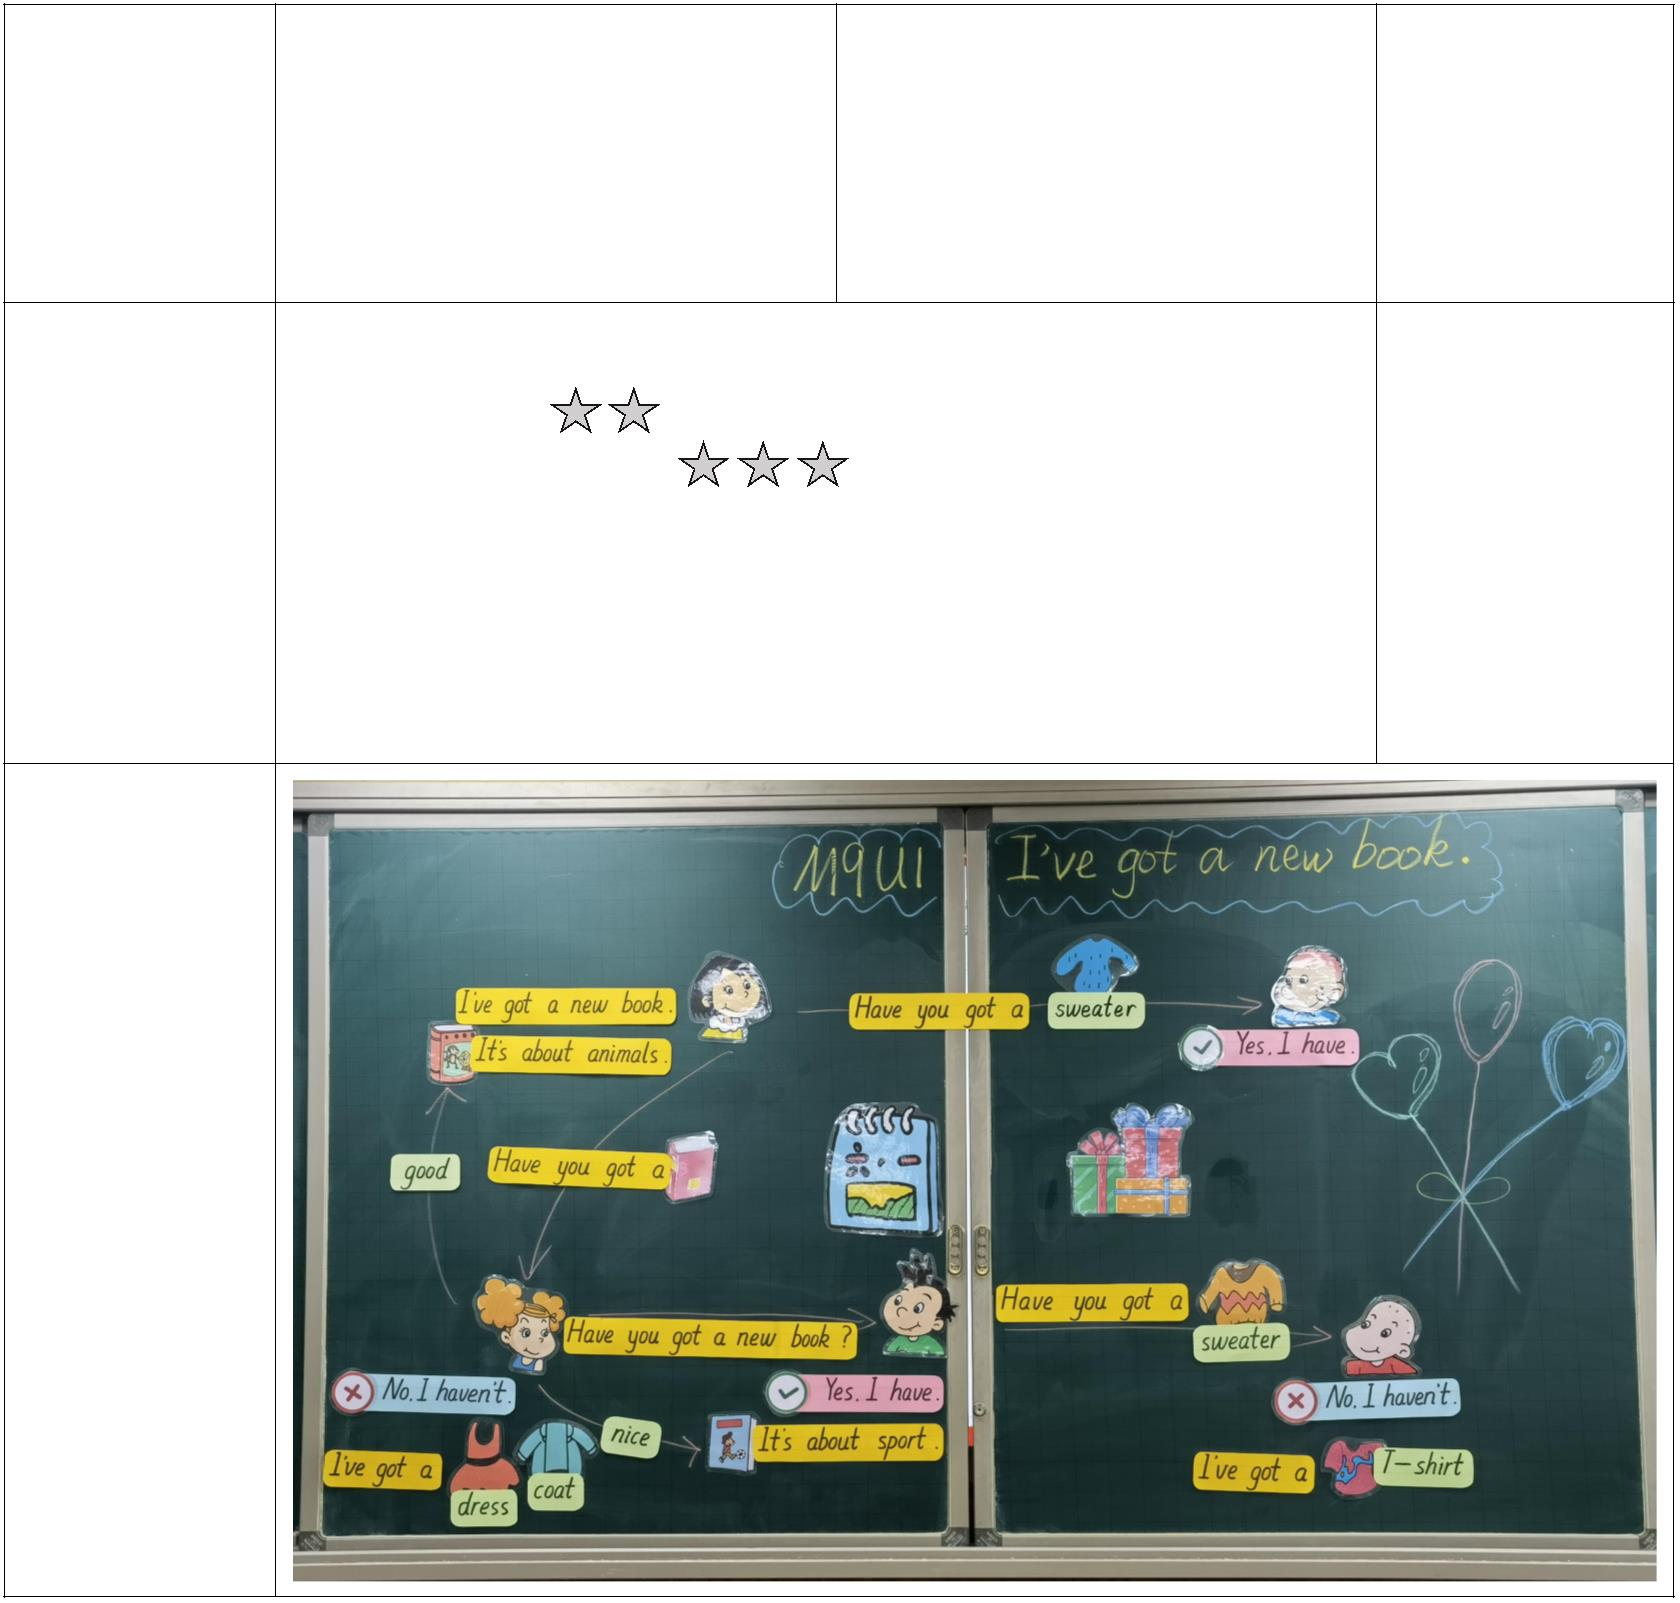 M9U1 I've got a new book.
I've got a new book.
It's about animals.
good
Have you got a
Have you got a new book?
No, I haven't.
Yes, I have.
nice
It's about sport.
I've got a
dress
coat
Have you got a sweater
Yes, I have.
Have you got a
sweater
No, I haven't.
I've got a T-shirt